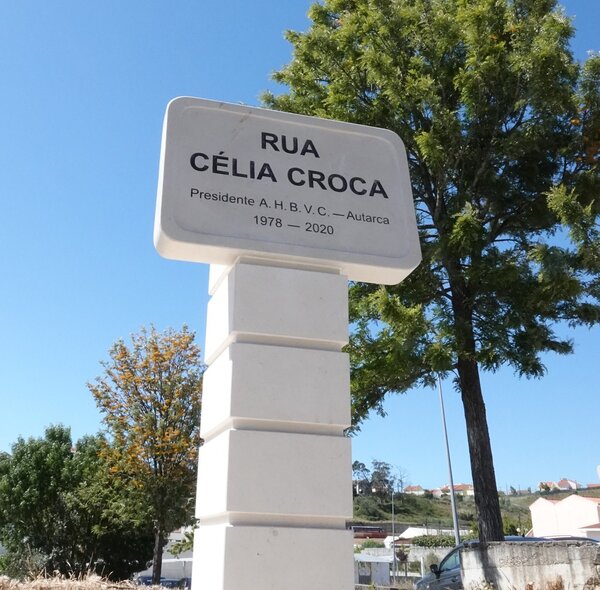 RUA
CÉLIA CROCA
Presidente A. H. B. V. C. — Autarca
1978 — 2020